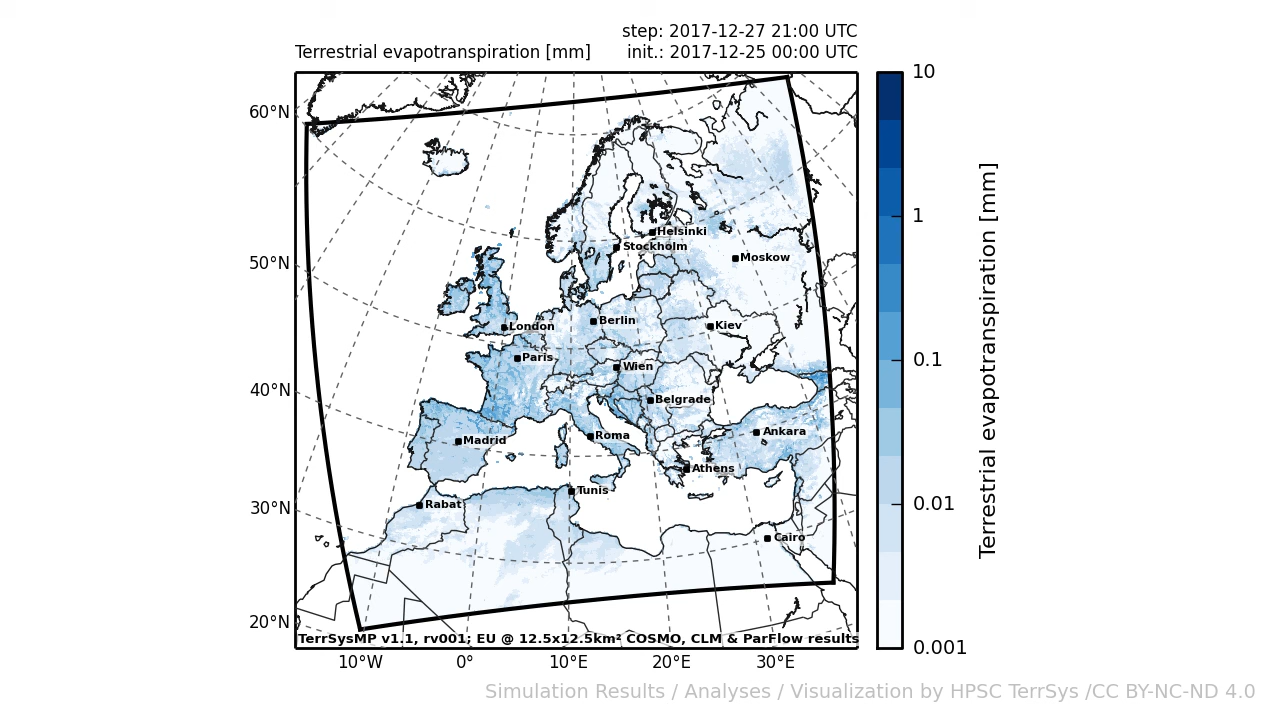 step: 2017-12-27 21:00 UTC
Terrestrial evapotranspiration [mm] init.: 2017-12-25 00:00 UTC
10
60°N
1
Helsinki
Stockholm
Moscow
50°N
London
Berlin
Kiev
Paris
0.1
Wien
40°N
Belgrade
Ankara
Roma
Madrid
Athens
Tunis
Rabat
0.01
30°N
Cairo
Terrestrial evapotranspiration [mm]
20°N
TerrSysMP v1.1, rv001; EU @ 12.5x12.5km² COSMO, CLM & ParFlow results
0.001
10°W 0° 10°E 20°E 30°E
Simulation Results / Analyses / Visualization by HPSC TerrSys /CC BY-NC-ND 4.0